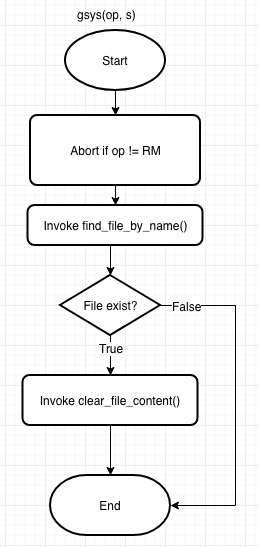 gsys(op, s)
Start
Abort if op != RM
Invoke find_file_by_name()
File exist?
False
True
Invoke clear_file_content()
End